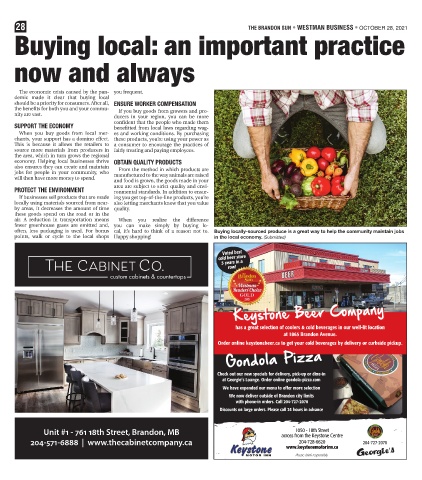 28
THE BRANDON SUN • WESTMAN BUSINESS • OCTOBER 28, 2021
Buying local: an important practice
now and always
The economic crisis caused by the pan-
demic made it clear that buying local
should be a priority for consumers. After all,
the benefits for both you and your commu-
nity are vast.
SUPPORT THE ECONOMY
When you buy goods from local mer-
chants, your support has a domino effect.
This is because it allows the retailers to
source more materials from producers in
the area, which in turn grows the regional
economy. Helping local businesses thrive
also ensures they can create and maintain
jobs for people in your community, who
will then have more money to spend.
PROTECT THE ENVIRONMENT
If businesses sell products that are made
locally using materials sourced from near-
by areas, it decreases the amount of time
these goods spend on the road or in the
air. A reduction in transportation means
fewer greenhouse gases are emitted and,
often, less packaging is used. For bonus
points, walk or cycle to the local shops
you frequent.
ENSURE WORKER COMPENSATION
If you buy goods from growers and pro-
ducers in your region, you can be more
confident that the people who made them
benefitted from local laws regarding wag-
es and working conditions. By purchasing
these products, you're using your power as
a consumer to encourage the practices of
fairly treating and paying employees.
OBTAIN QUALITY PRODUCTS
From the method in which products are
manufactured to the way animals are raised
and food is grown, the goods made in your
area are subject to strict quality and envi-
ronmental standards. In addition to ensur-
ing you get top-of-the-line products, you're
also letting merchants know that you value
quality.
When you realize the difference
you can make simply by buying lo-
cal, it's hard to think of a reason not to.
Happy shopping!
Buying locally-sourced produce is a great way to help the community maintain jobs
in the local economy. Submitted
THE CABINET CO.
custom cabinets & countertops
Unit #1 - 761 18th Street, Brandon, MB
204-571-6888 | www.thecabinetcompany.ca
Voted best
cold beer store
3 years in a
row!
Westman
Readers Choice
GOLD
BEER
Keystone Beer Company
has a great selection of coolers & cold beverages in our well-lit location
at 1050 Brandon Avenue.
Order online keystonebeer.ca to get your cold beverages by delivery or curbside pickup.
Gondola Pizza
Check out our new specials for delivery, pick-up or dine-in
at Georgie's Lounge. Order online gondola-pizza.com
We have expanded our menu to offer more selection
We now deliver outside of Brandon city limits
with phone-in orders. Call 204-727-2076
Discounts on large orders. Please call 24 hours in advance
Keystone
MOTOR INN
1050 - 18th Street
across from the Keystone Centre
204-728-6620
www.keystonemotorinn.ca
204-727-2076
Georgie's